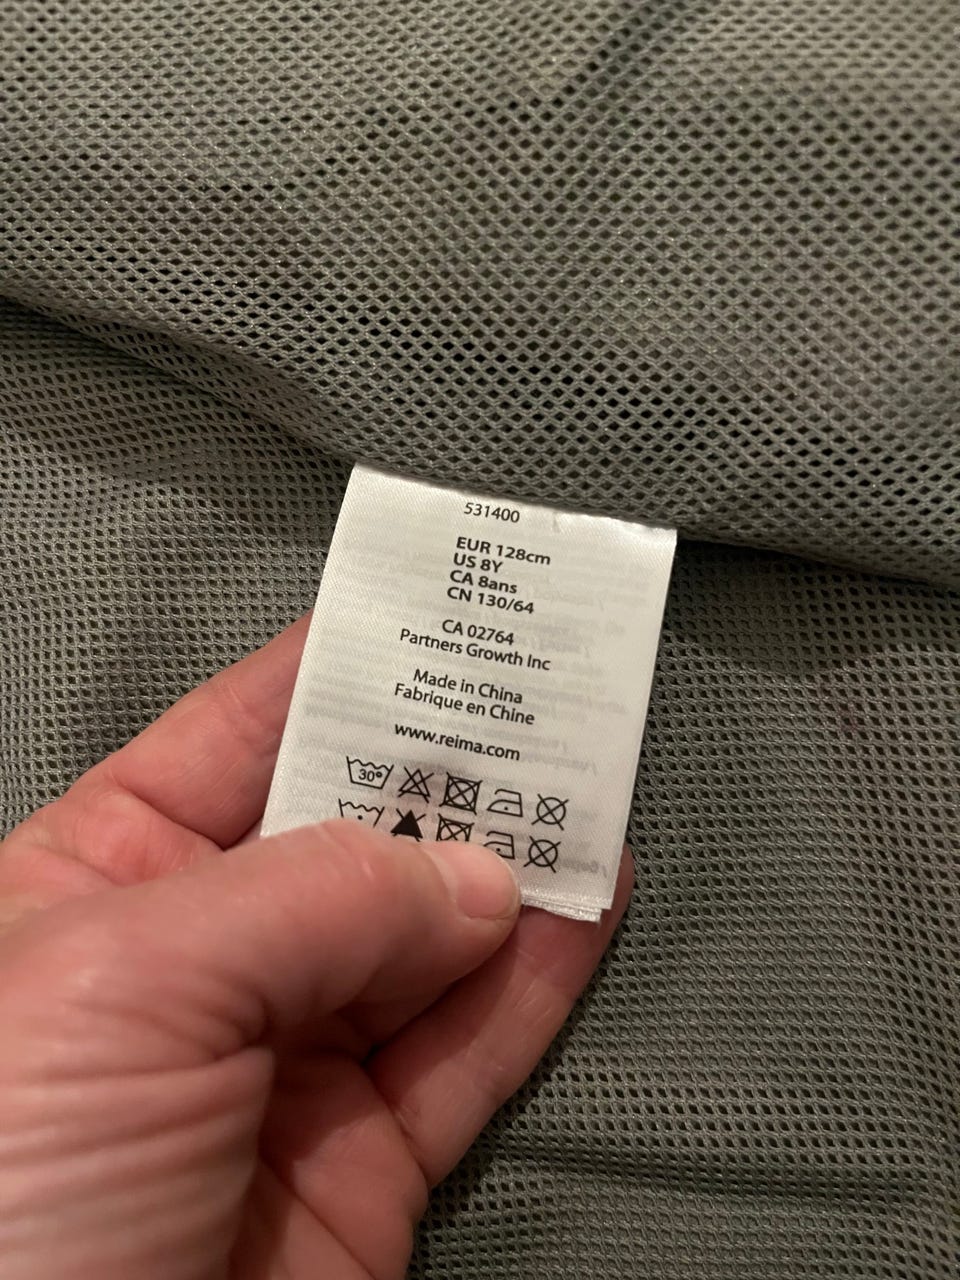 531400
EUR 128cm
US 8Y
CA 8ans
CN 130/64
CA 02764
Partners Growth Inc
Made in China
Fabrique en Chine
www.reima.com
30°